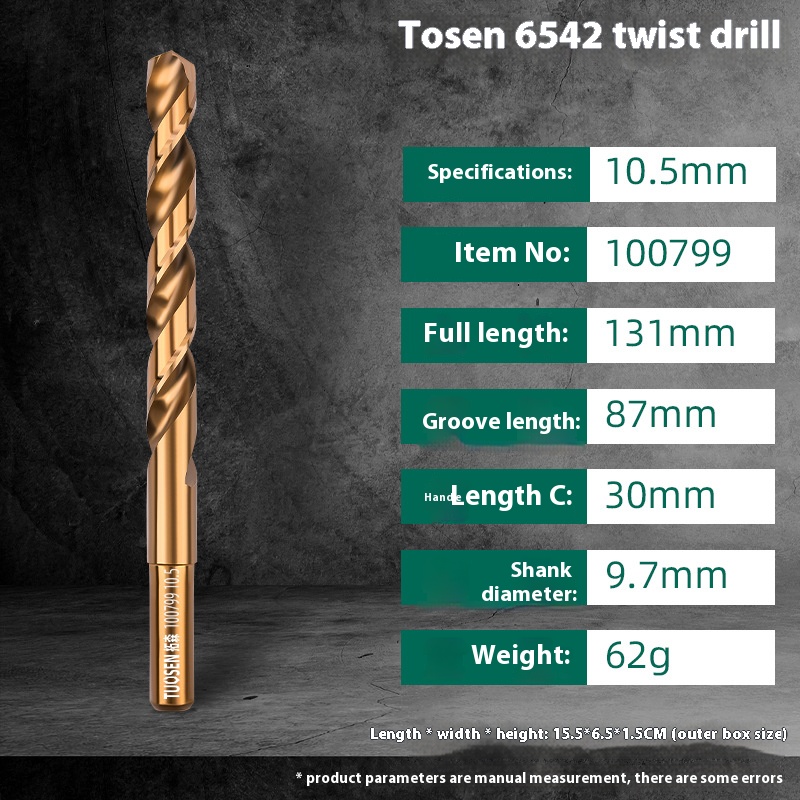 Tosen 6542 twist drill
Specifications: 10.5mm
Item No: 100799
Full length: 131mm
Groove length: 87mm
Handle Length C: 30mm
Shank diameter: 9.7mm
Weight: 62g
TUOSEN 拓森 100799 10.5
Length * width * height: 15.5*6.5*1.5CM (outer box size)
* product parameters are manual measurement, there are some errors